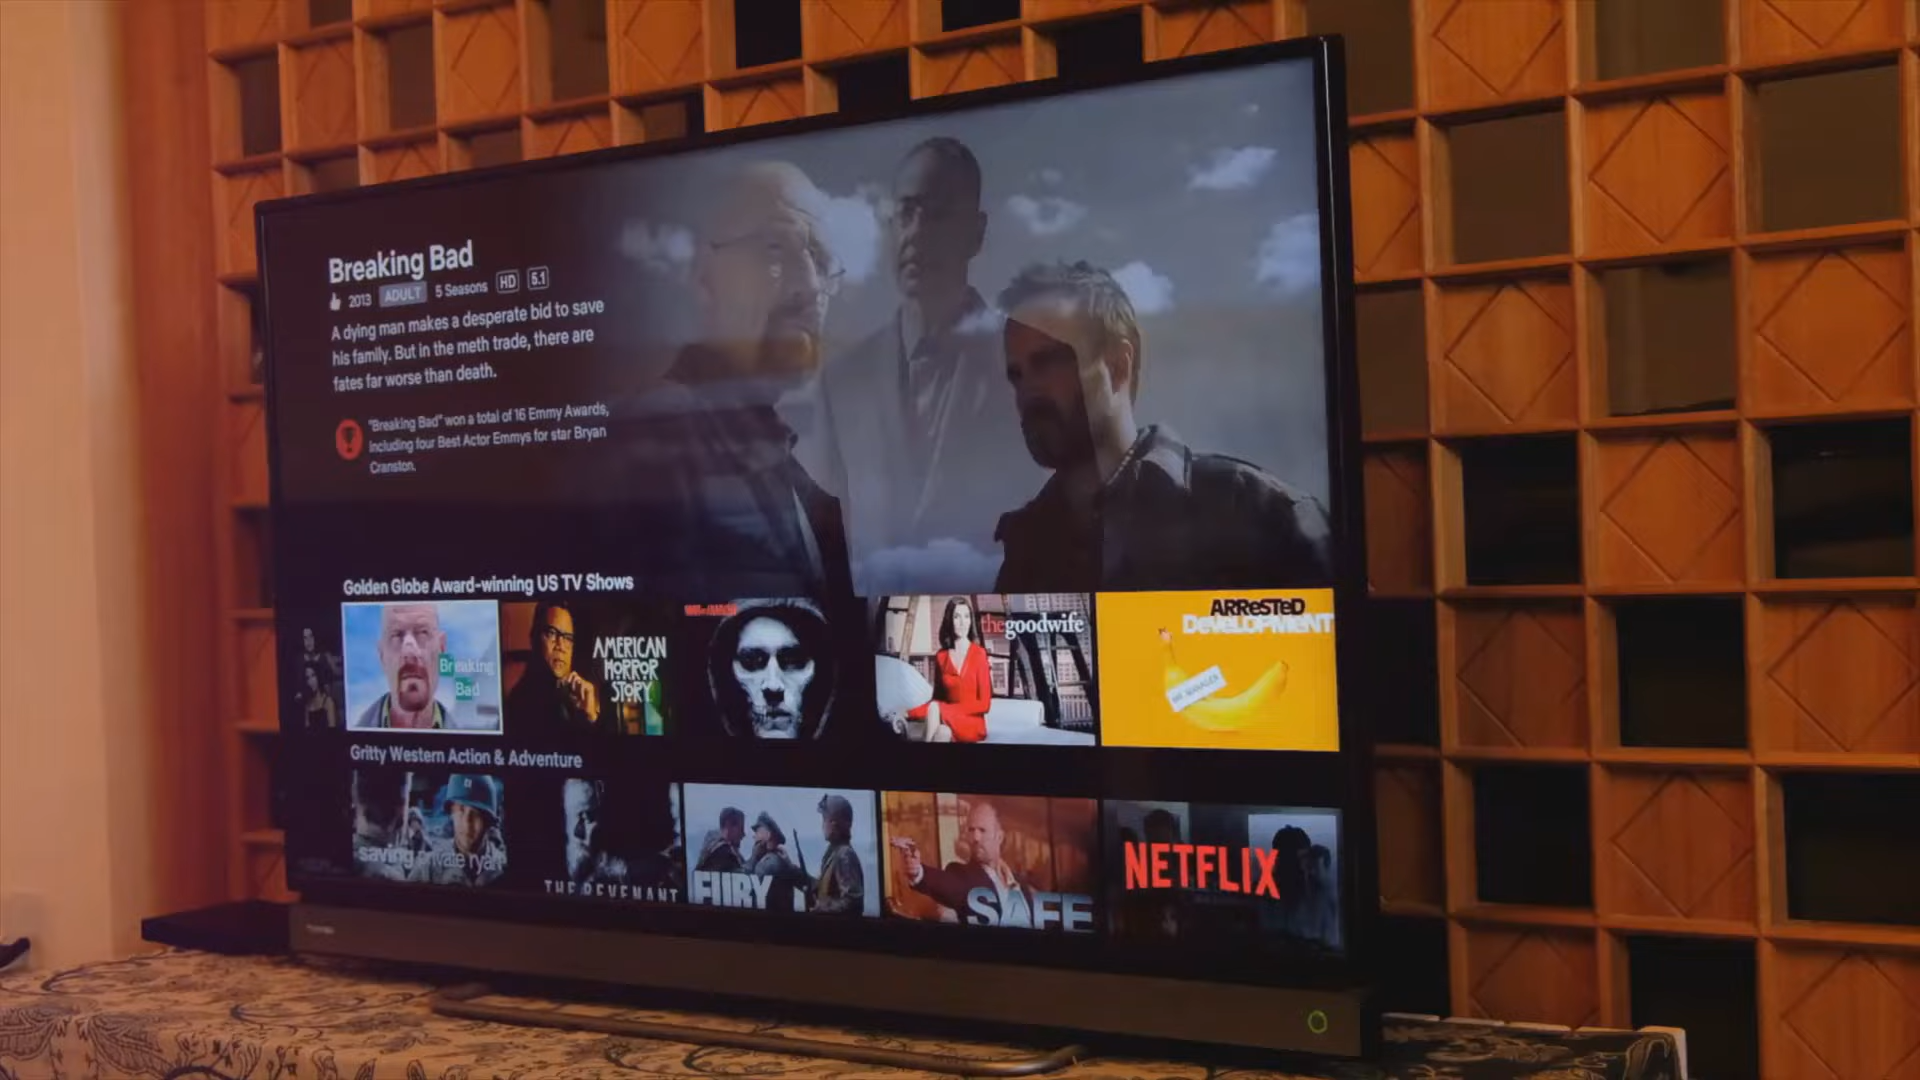 Breaking Bad
2013 ADULT 5 Seasons HD 5.1
A dying man makes a desperate bid to save
his family. But in the meth trade, there are
fates far worse than death.
"Breaking Bad" won a total of 16 Emmy Awards,
including four Best Actor Emmys for star Bryan
Cranston.
Golden Globe Award-winning US TV Shows
Breaking
Bad
AMERICAN
HORROR
STORY
thegoodwife
ARReSTeD
DeveLOPMeNT
MR. MANAGER
Gritty Western Action & Adventure
saving private ryan
THE REVENANT
FURY
SAFE
NETFLIX